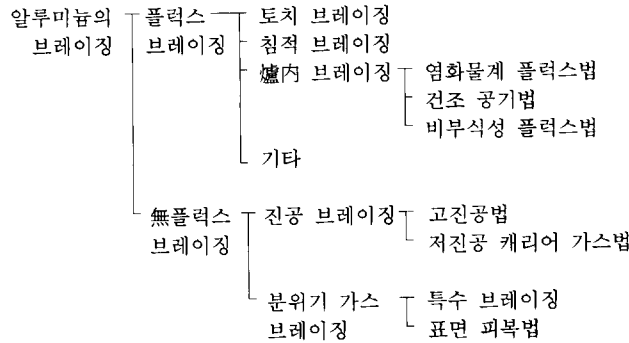 알루미늄의 플럭스 토치 브레이징
브레이징 브레이징 침적 브레이징
爐內 브레이징 염화물계 플럭스법
건조 공기법
비부식성 플럭스법
기타
無플럭스 진공 브레이징 고진공법
브레이징 저진공 캐리어 가스법
분위기 가스 특수 브레이징
브레이징 표면 피복법